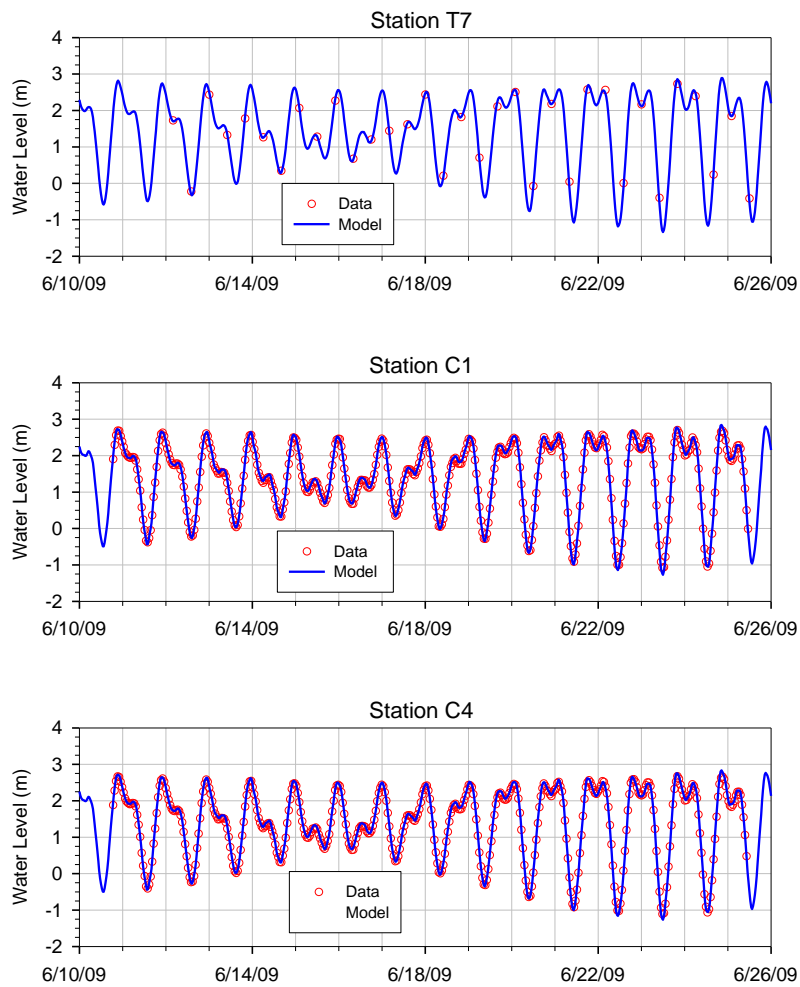 Station T7
Water Level (m)
4
3
2
1
0
-1
-2
Data
Model
6/10/09 6/14/09 6/18/09 6/22/09 6/26/09
Station C1
Water Level (m)
4
3
2
1
0
-1
-2
Data
Model
6/10/09 6/14/09 6/18/09 6/22/09 6/26/09
Station C4
Water Level (m)
4
3
2
1
0
-1
-2
Data
Model
6/10/09 6/14/09 6/18/09 6/22/09 6/26/09